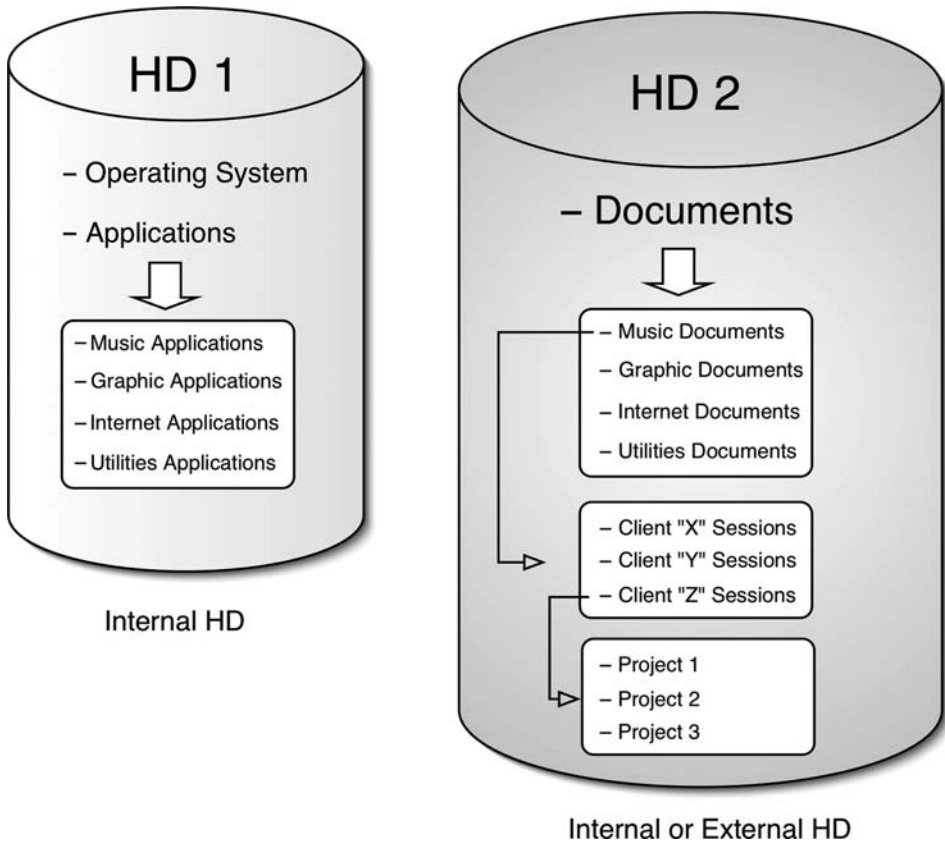 HD 1
– Operating System
– Applications
– Music Applications
– Graphic Applications
– Internet Applications
– Utilities Applications
Internal HD
HD 2
– Documents
– Music Documents
– Graphic Documents
– Internet Documents
– Utilities Documents
– Client "X" Sessions
– Client "Y" Sessions
– Client "Z" Sessions
– Project 1
– Project 2
– Project 3
Internal or External HD